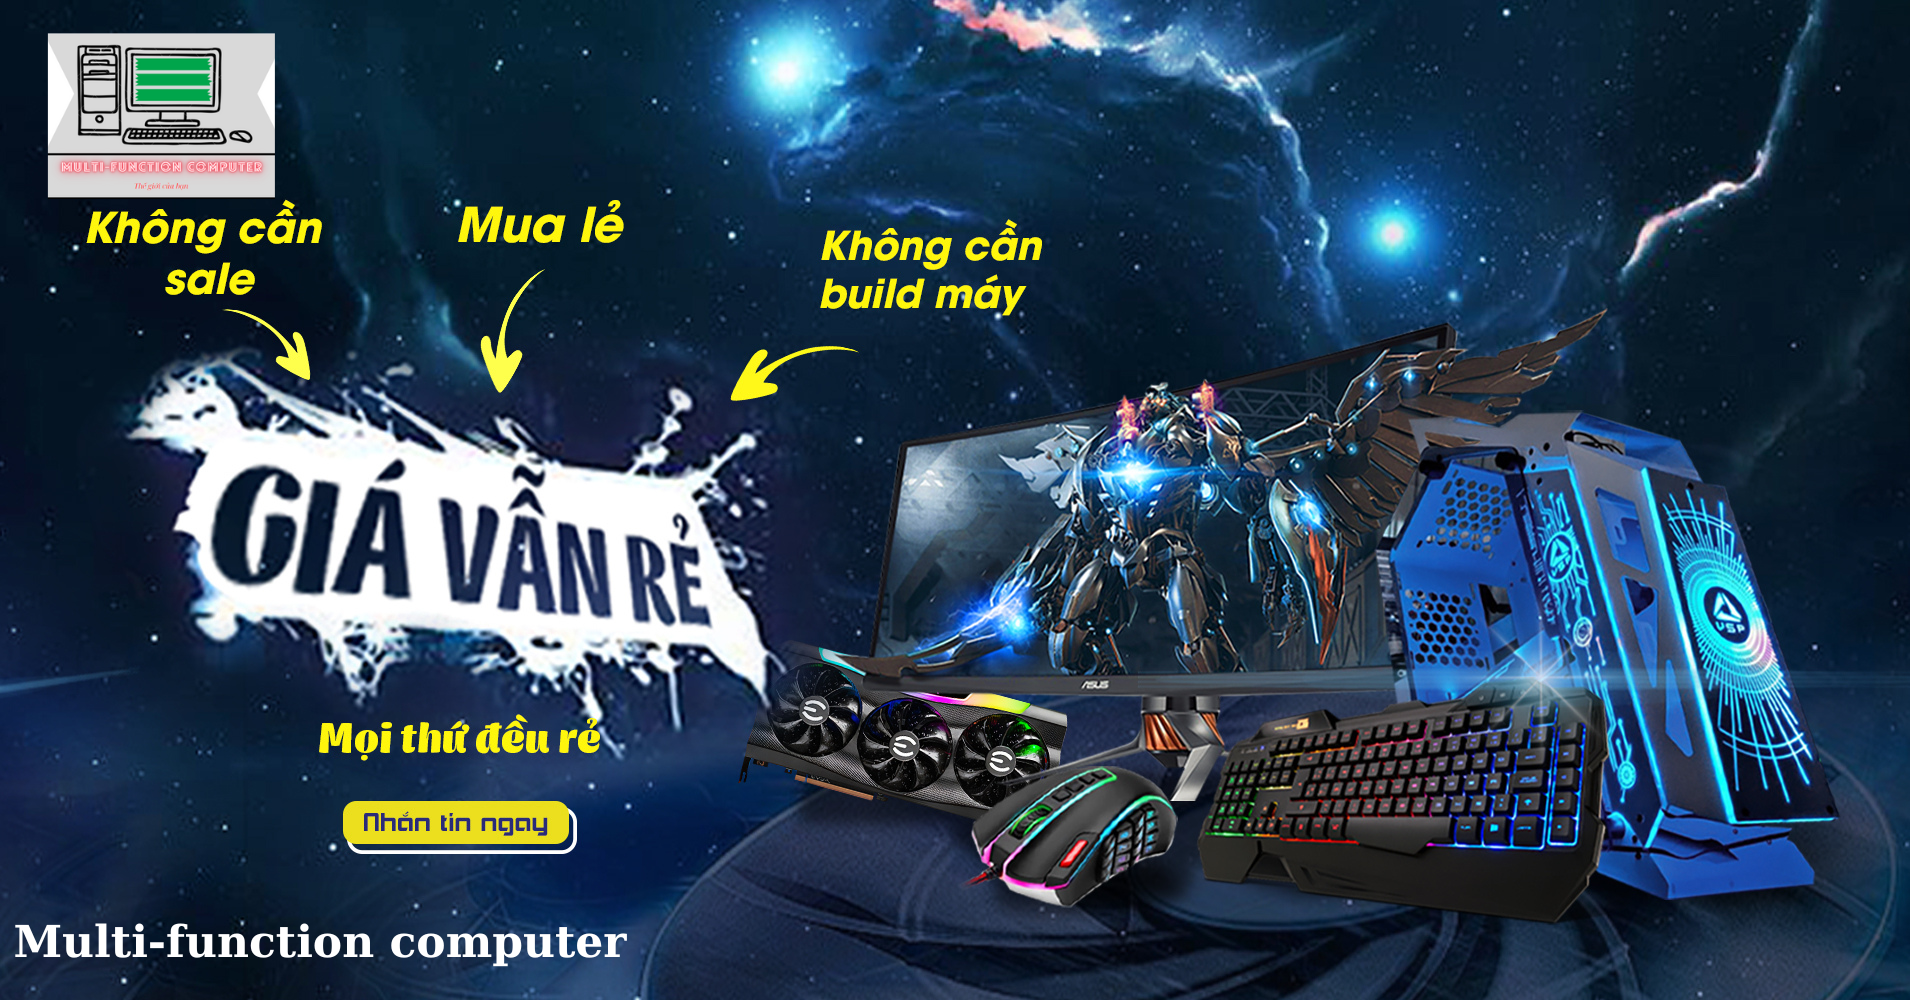 MULTI-FUNCTION COMPUTER
Thế giới của bạn
Không cần
sale
Mua lẻ
Không cần
build máy
GIÁ VẪN RẺ
ASUS
VSP
Mọi thứ đều rẻ
Nhắn tin ngay
Multi-function computer